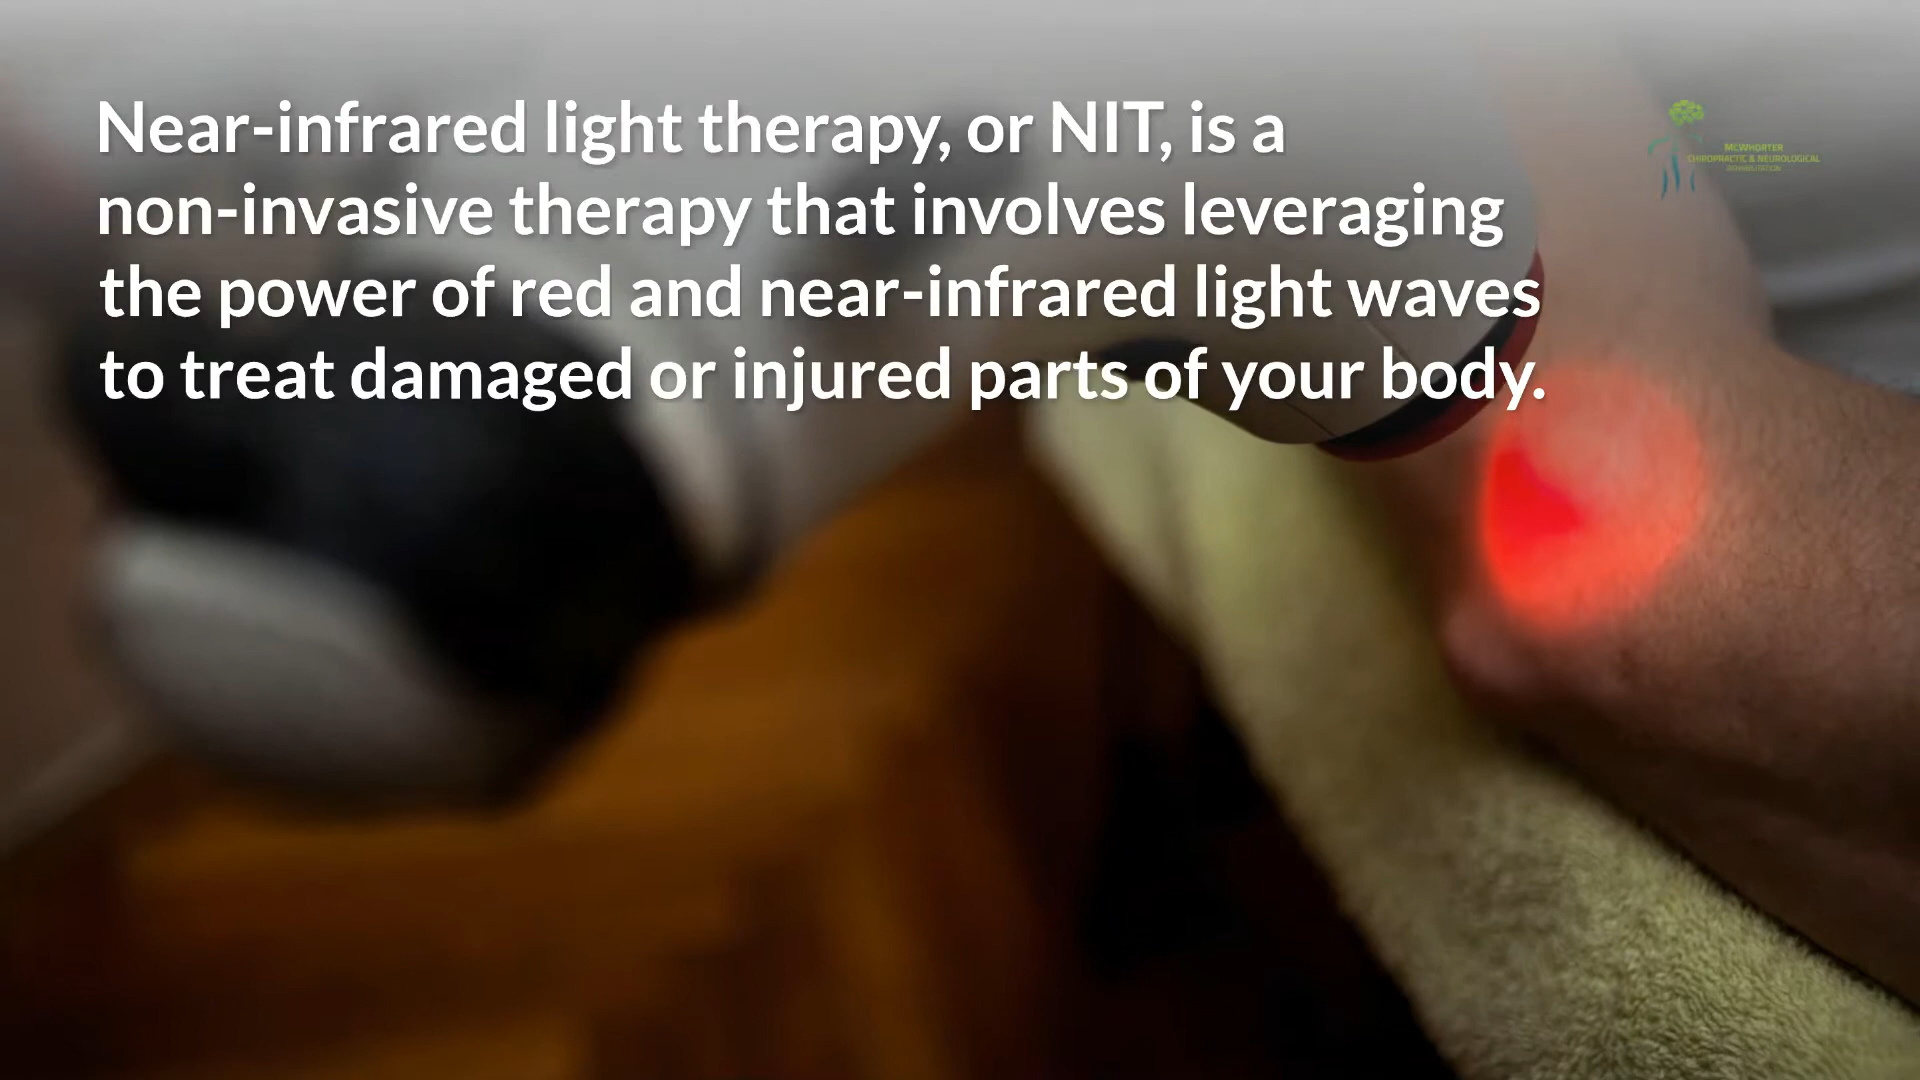 Near-infrared light therapy, or NIT, is a
non-invasive therapy that involves leveraging
the power of red and near-infrared light waves
to treat damaged or injured parts of your body.
MCWHORTER
CHIROPRACTIC & NEUROLOGICAL
REHABILITATION